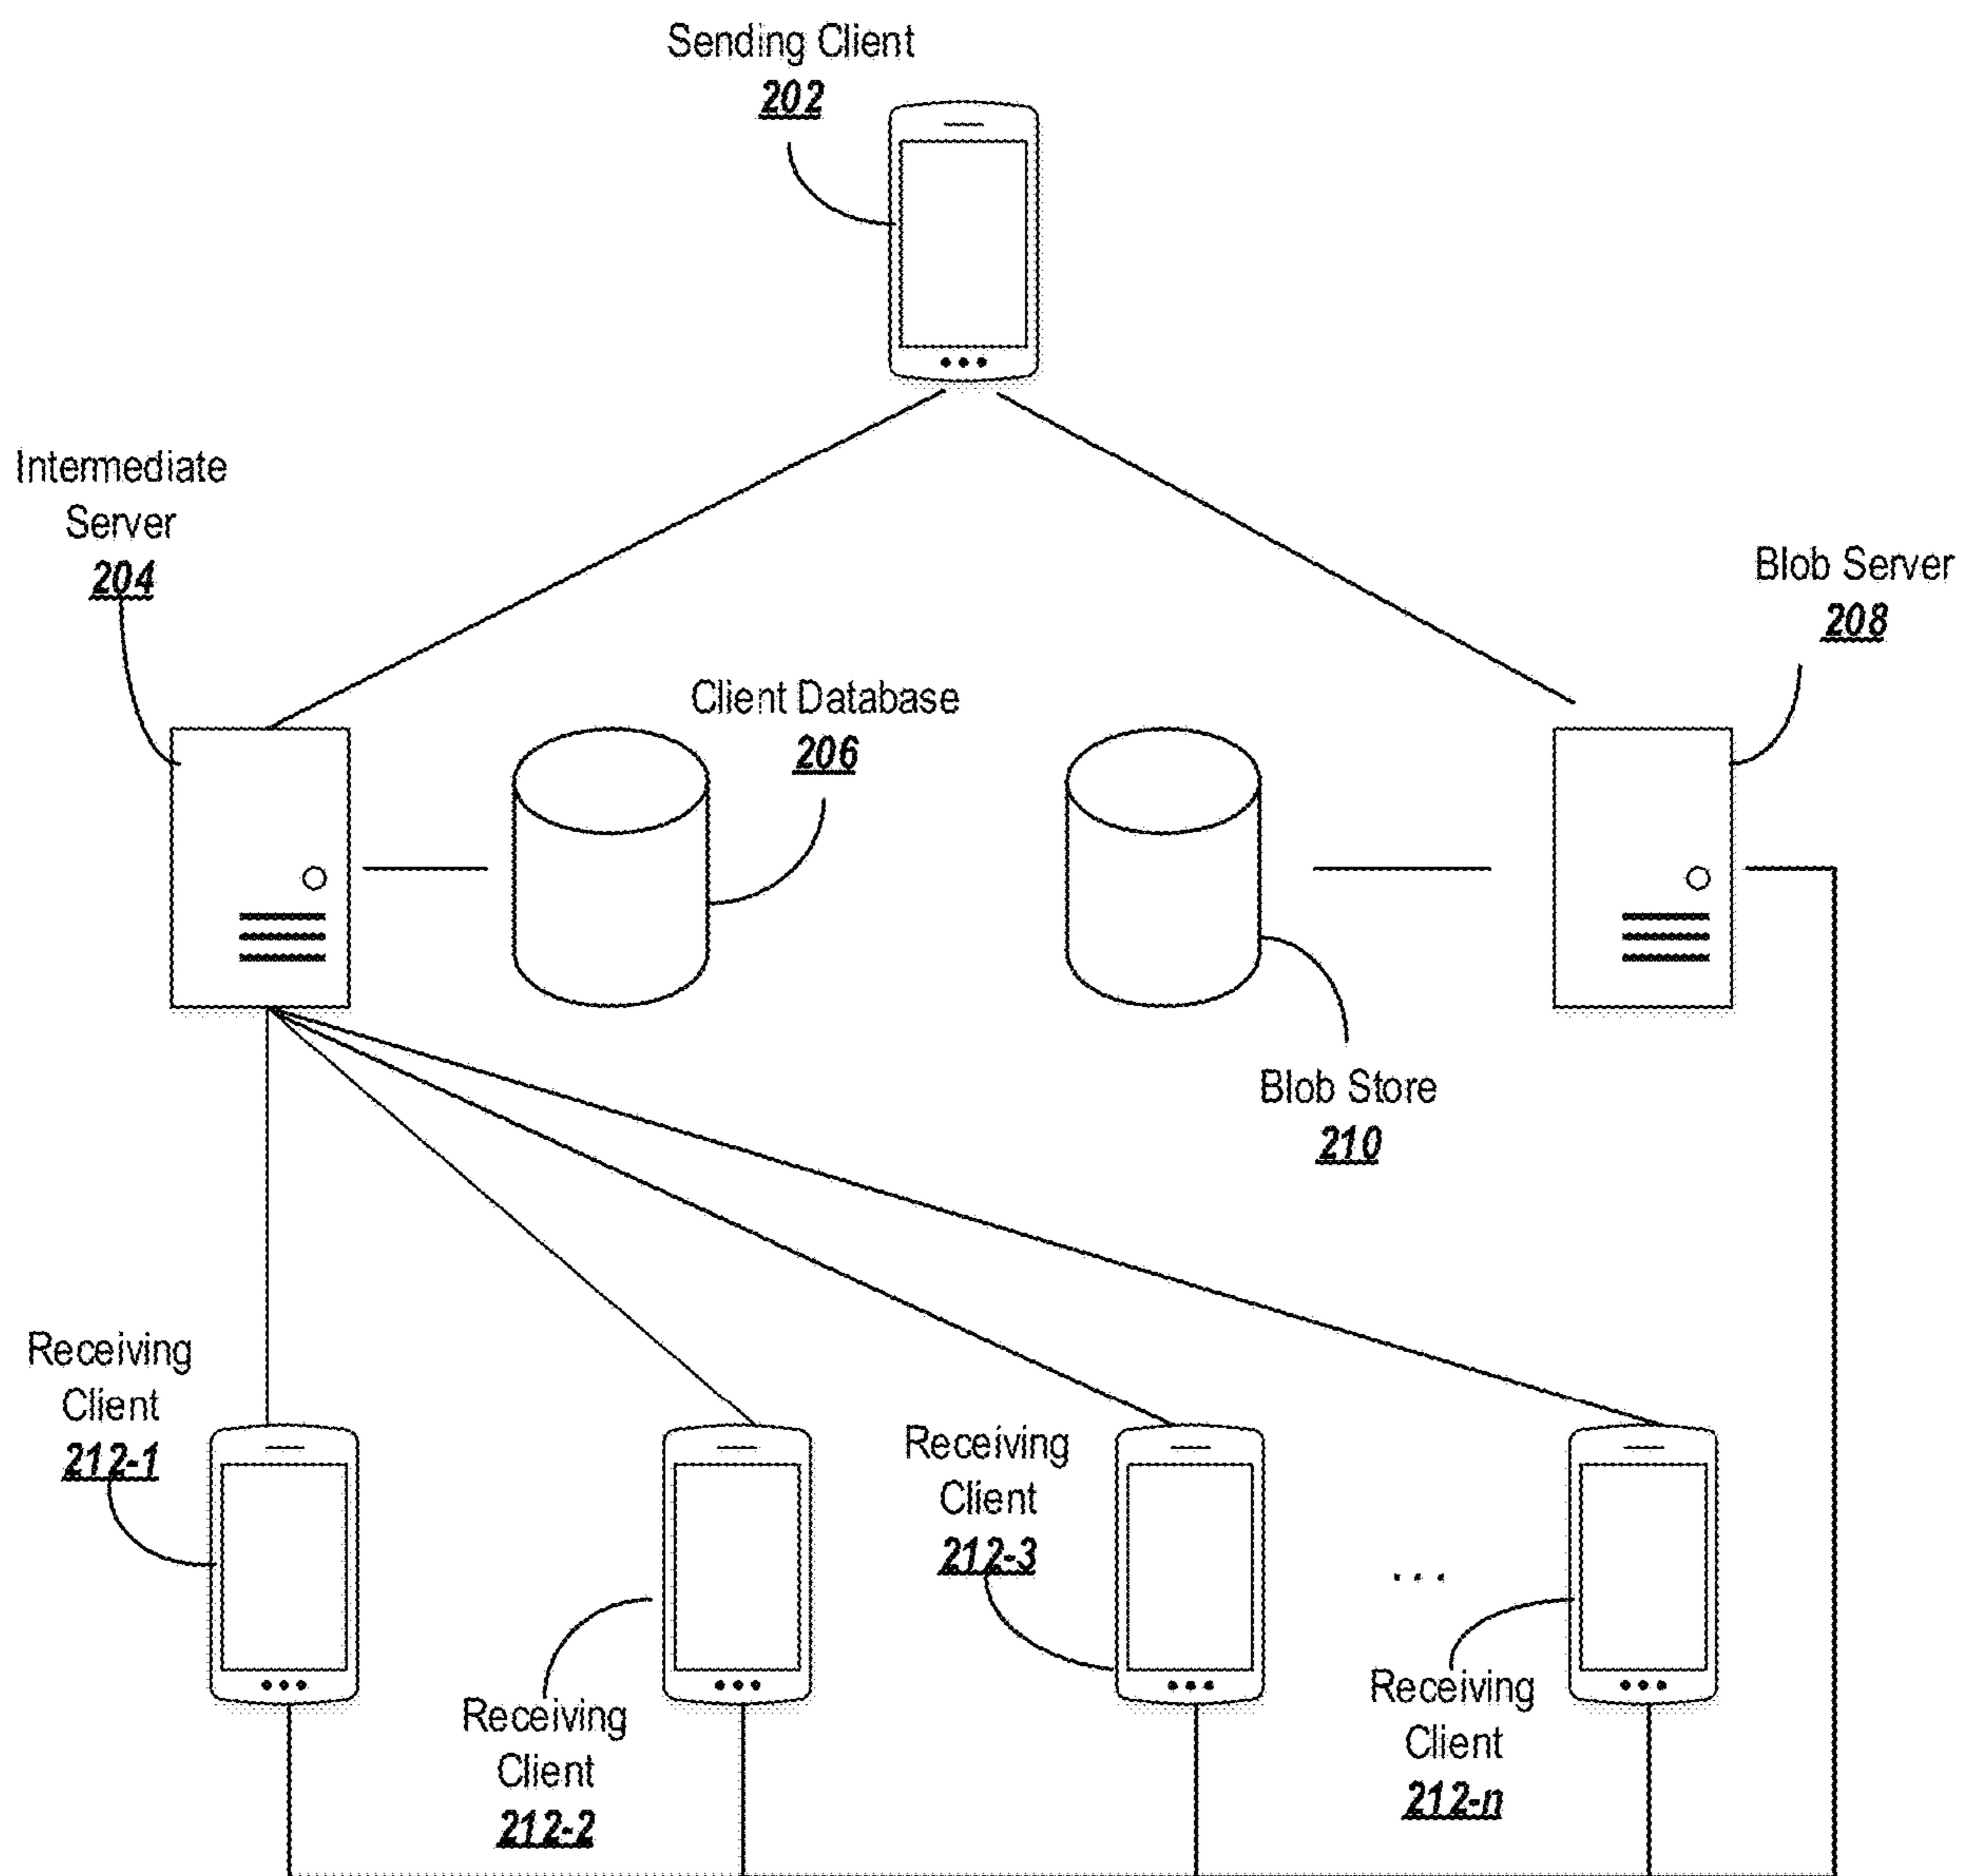 Sending Client
202
Intermediate
Server
204
Blob Server
208
Client Database
206
Blob Store
210
Receiving
Client
212-1
Receiving
Client
212-2
Receiving
Client
212-3
...
Receiving
Client
212-n